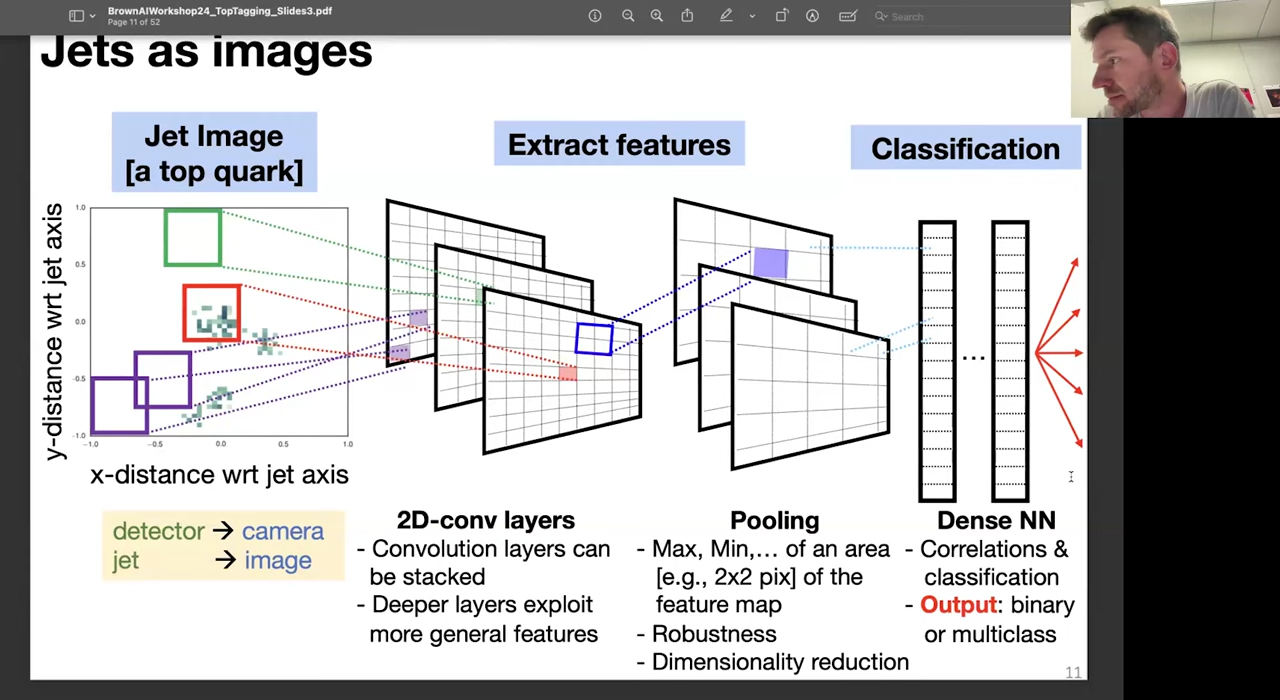 BrownAIWorkshop24_TopTagging_Slides3.pdf
Page 11 of 52
Search
Jets as images
Jet Image
[a top quark]
Extract features
Classification
y-distance wrt jet axis
1.0
0.5
0.0
-0.5
-1.0
-1.0
-0.5
0.0
0.5
1.0
x-distance wrt jet axis
...
detector → camera
jet → image
2D-conv layers
- Convolution layers can
be stacked
- Deeper layers exploit
more general features
Pooling
- Max, Min,... of an area
[e.g., 2x2 pix] of the
feature map
- Robustness
- Dimensionality reduction
Dense NN
- Correlations &
classification
- Output: binary
or multiclass
11